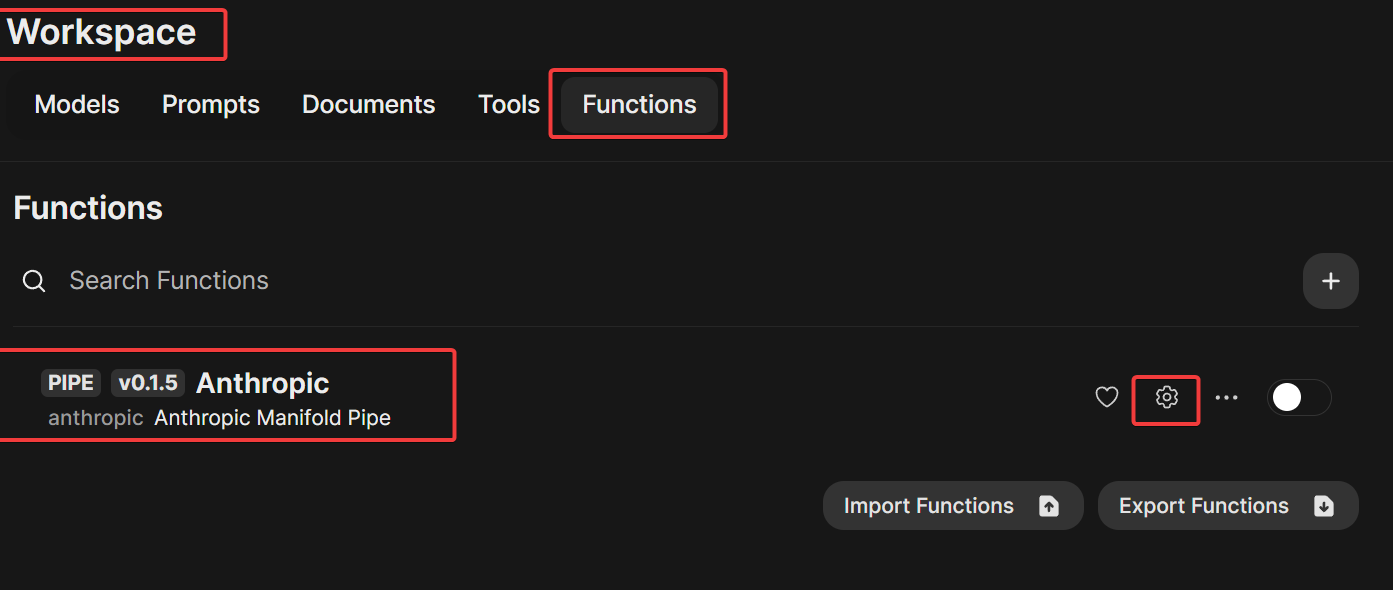 Workspace
Models Prompts Documents Tools Functions
Functions
Search Functions
PIPE v0.1.5 Anthropic
anthropic Anthropic Manifold Pipe
Import Functions Export Functions